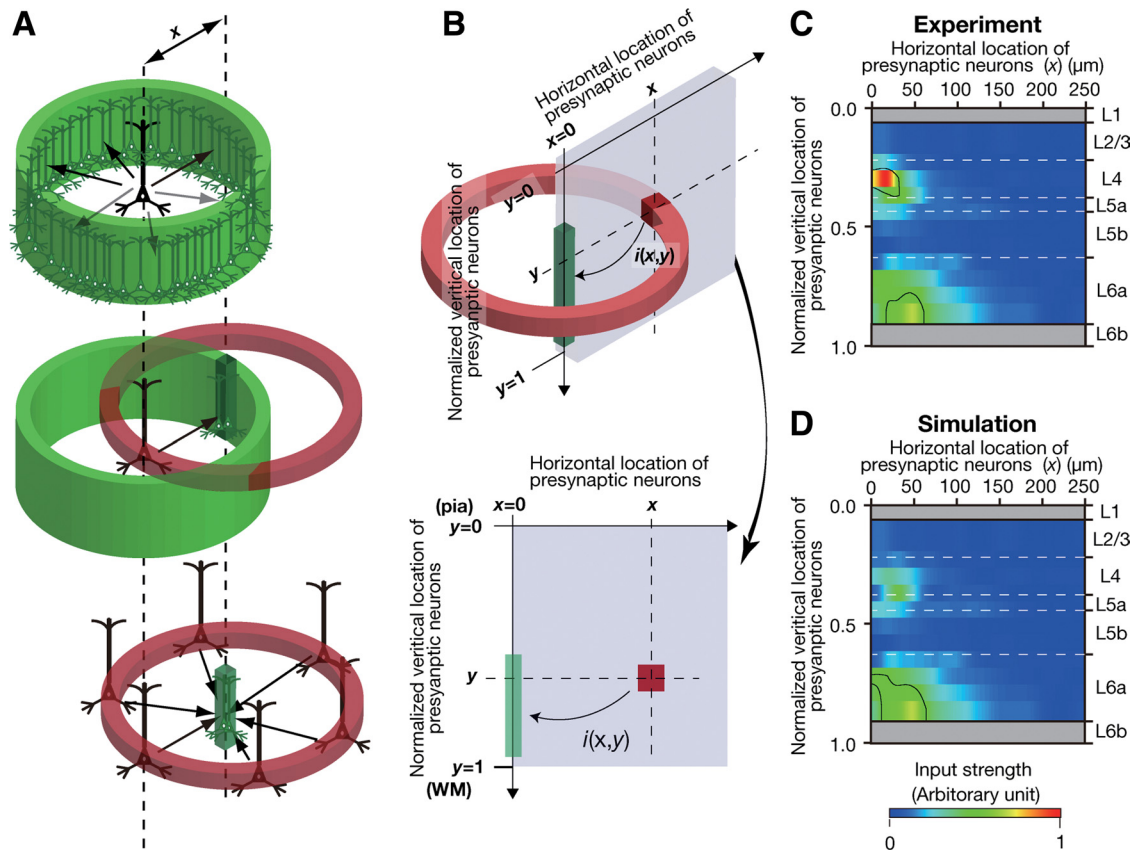 A
x
B
Horizontal location of
presynaptic neurons
x
x=0
y=0
y
i(x,y)
y=1
Normalized veritical location of
presyanptic neurons
Horizontal location of
presynaptic neurons
(pia)
x=0
x
y=0
y
i(x,y)
y=1
(WM)
Normalized veritical location of
presyanptic neurons
C
Experiment
Horizontal location of
presynaptic neurons (x) (µm)
0 50 100 150 200 250
0.0
0.5
1.0
Normalized veritical location of
presyanptic neurons
L1
L2/3
L4
L5a
L5b
L6a
L6b
D
Simulation
Horizontal location of
presynaptic neurons (x) (µm)
0 50 100 150 200 250
0.0
0.5
1.0
Normalized veritical location of
presyanptic neurons
L1
L2/3
L4
L5a
L5b
L6a
L6b
Input strength
(Arbitorary unit)
0 1